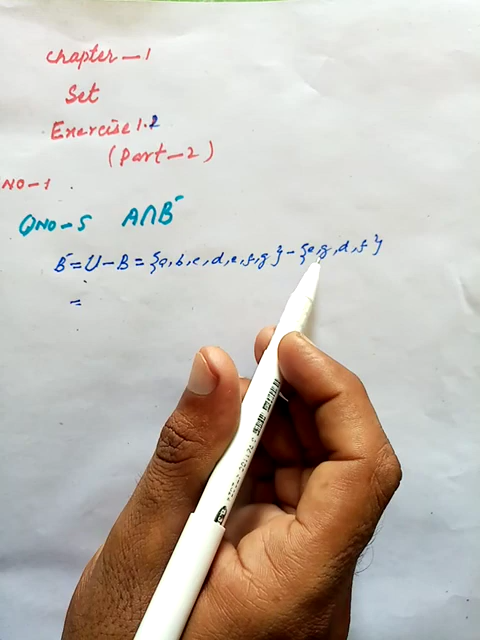 Chapter - 1
Set
Exercise 1.2
(Part - 2)
NO - 1 .
QNO - 5 A∩B′
B′ = U - B = {a, b, c, d, e, f, g} - {e, g, d, f}
=